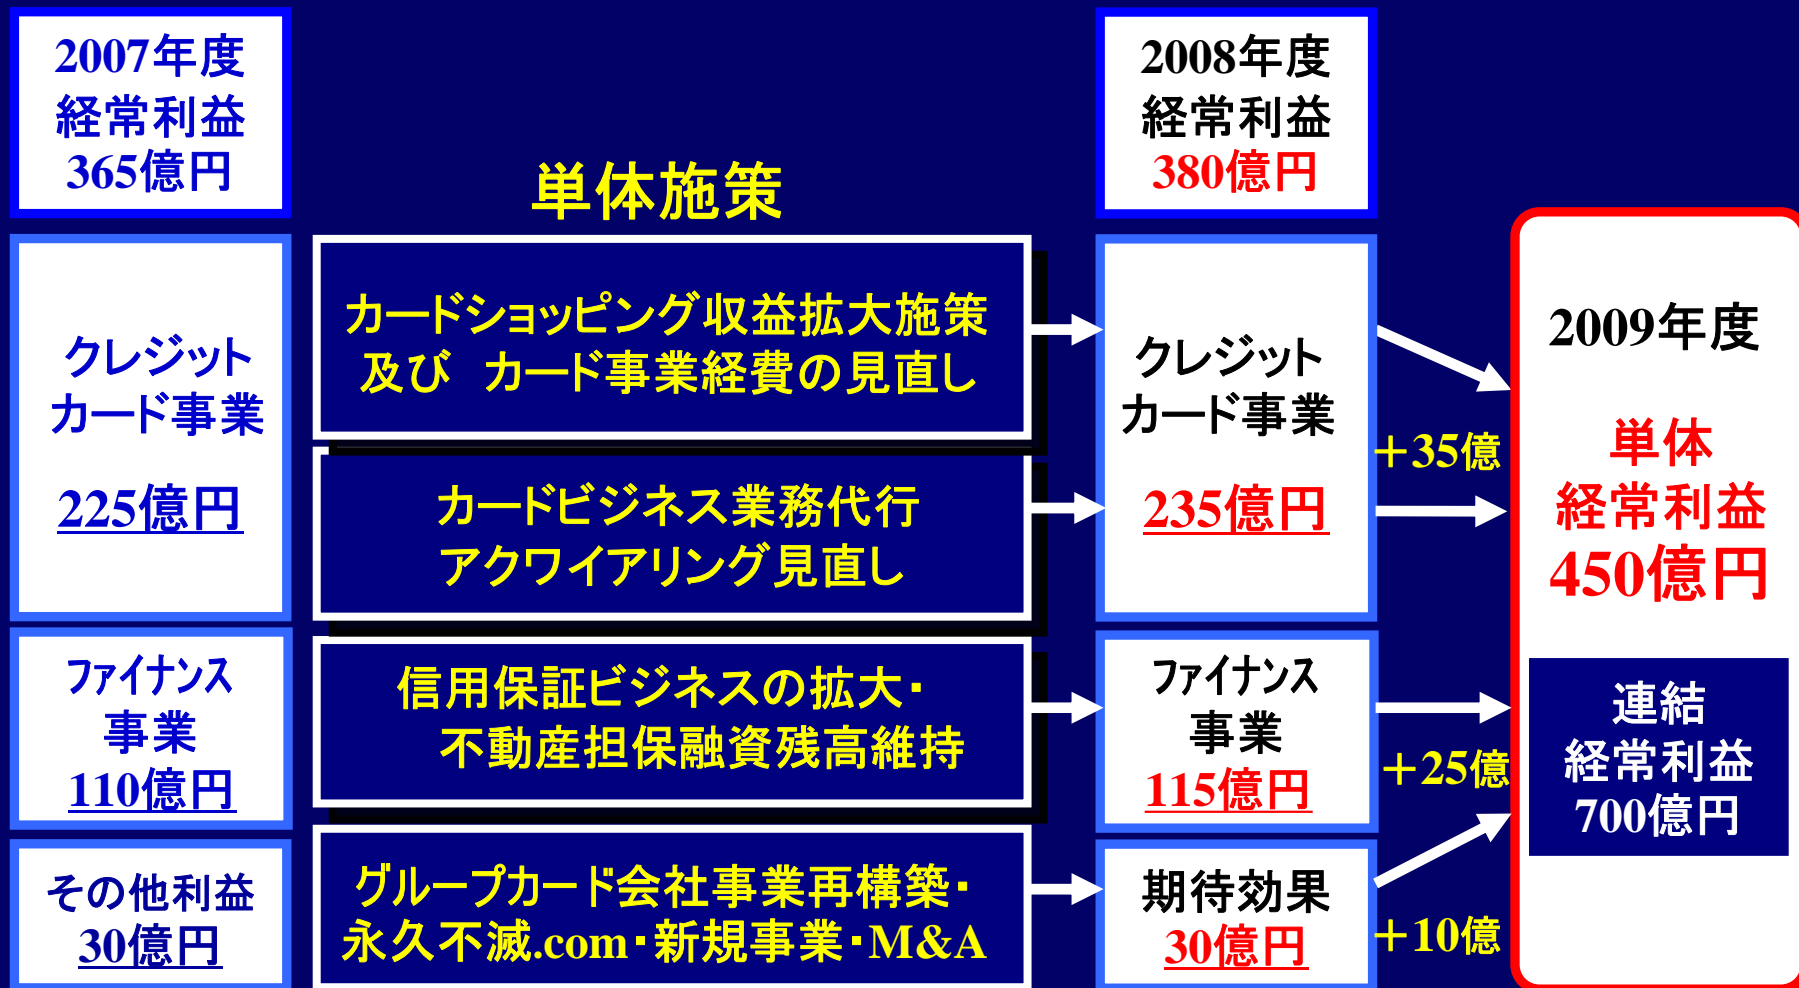 2007年度
経常利益
365億円
クレジット
カード事業
225億円
ファイナンス
事業
110億円
その他利益
30億円
単体施策
カードショッピング収益拡大施策
及び カード事業経費の見直し
カードビジネス業務代行
アクワイアリング見直し
信用保証ビジネスの拡大・
不動産担保融資残高維持
グループカード会社事業再構築・
永久不滅.com・新規事業・M&A
2008年度
経常利益
380億円
クレジット
カード事業
235億円
ファイナンス
事業
115億円
期待効果
30億円
＋35億
＋25億
＋10億
2009年度
単体
経常利益
450億円
連結
経常利益
700億円